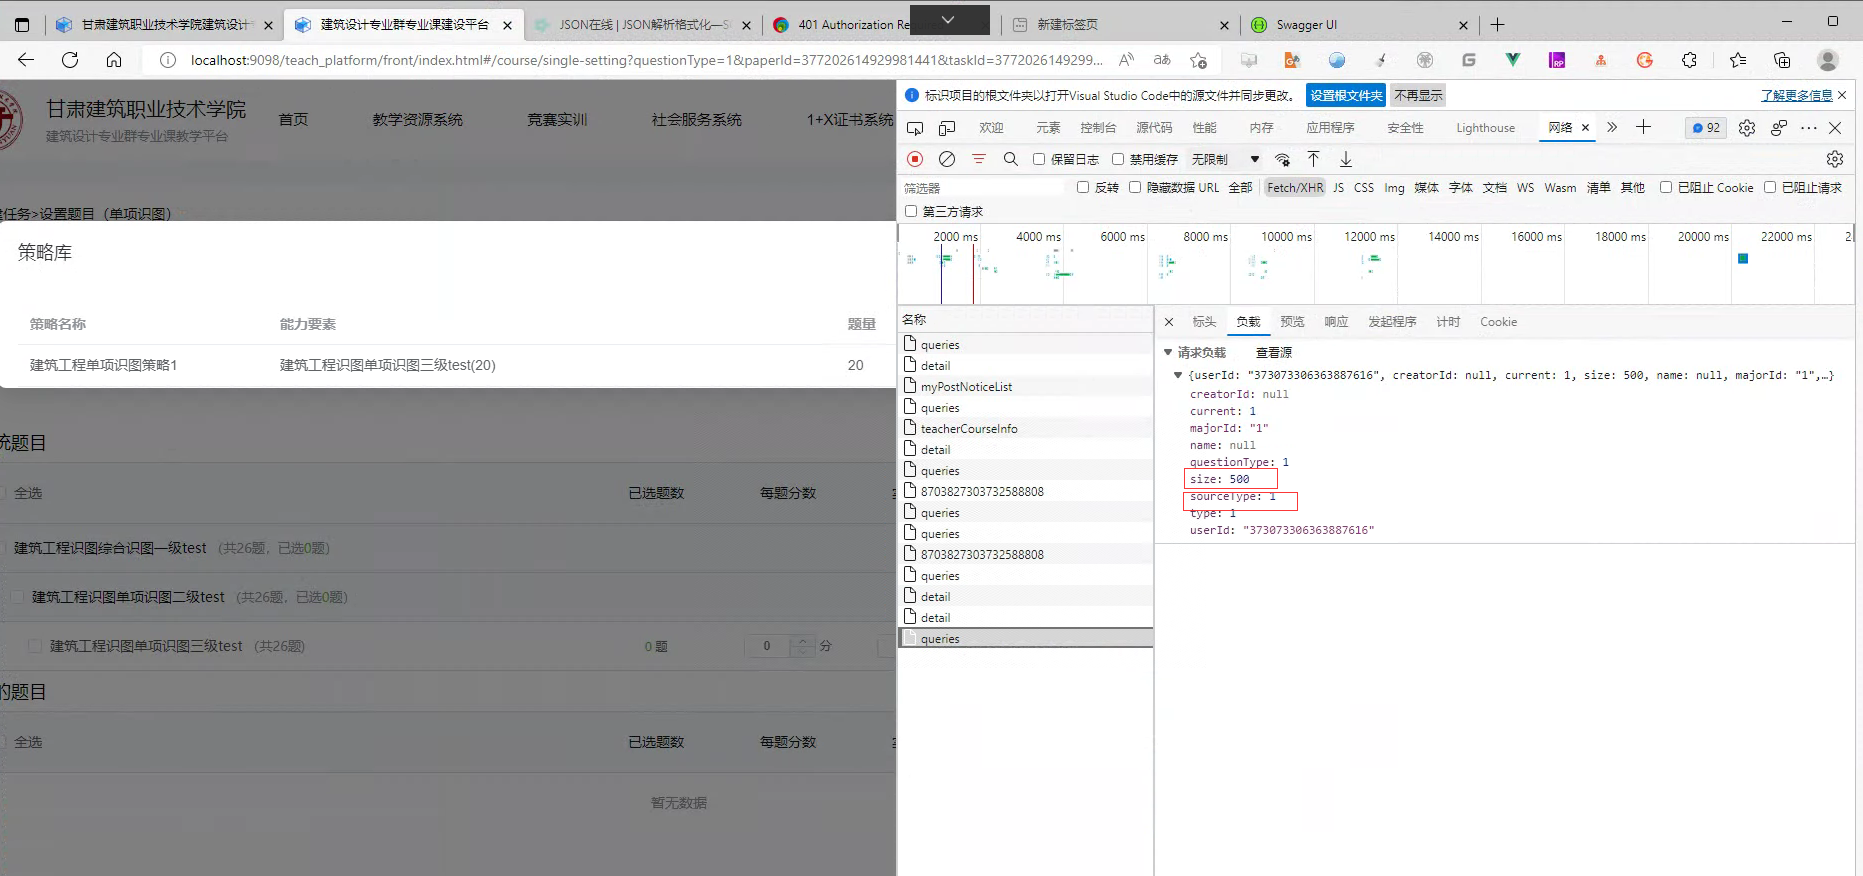 甘肃建筑职业技术学院建筑设计
建筑设计专业群专业课建设平台
JSON在线 | JSON解析格式化—S
401 Authorization Re
新建标签页
Swagger UI
localhost:9098/teach_platform/front/index.html#/course/single-setting?questionType=1&paperId=377202614929981441&taskId=3772026149299...
标识项目的根文件夹以打开Visual Studio Code中的源文件并同步更改。 设置根文件夹 不再显示 了解更多信息
甘肃建筑职业技术学院
建筑设计专业群专业课教学平台
首页 教学资源系统 竞赛实训 社会服务系统 1+X证书系统
欢迎 元素 控制台 源代码 性能 内存 应用程序 安全性 Lighthouse 网络 92
保留日志 禁用缓存 无限制
筛选器 反转 隐藏数据 URL 全部 Fetch/XHR JS CSS Img 媒体 字体 文档 WS Wasm 清单 其他 已阻止 Cookie 已阻止请求
第三方请求
2000 ms 4000 ms 6000 ms 8000 ms 10000 ms 12000 ms 14000 ms 16000 ms 18000 ms 20000 ms 22000 ms 2
建任务>设置题目（单项识图）
策略库
策略名称 能力要素 题量
建筑工程单项识图策略1 建筑工程识图单项识图三级test(20) 20
统题目
全选 已选题数 每题分数
建筑工程识图综合识图一级test (共26题，已选0题)
建筑工程识图单项识图二级test (共26题，已选0题)
建筑工程识图单项识图三级test (共26题) 0 题 0 分
的题目
全选 已选题数 每题分数
暂无数据
名称
queries
detail
myPostNoticeList
queries
teacherCourseInfo
detail
queries
8703827303732588808
queries
queries
8703827303732588808
queries
detail
detail
queries
标头 负载 预览 响应 发起程序 计时 Cookie
请求负载 查看源
{userId: "373073306363887616", creatorId: null, current: 1, size: 500, name: null, majorId: "1",…}
creatorId: null
current: 1
majorId: "1"
name: null
questionType: 1
size: 500
sourceType: 1
type: 1
userId: "373073306363887616"